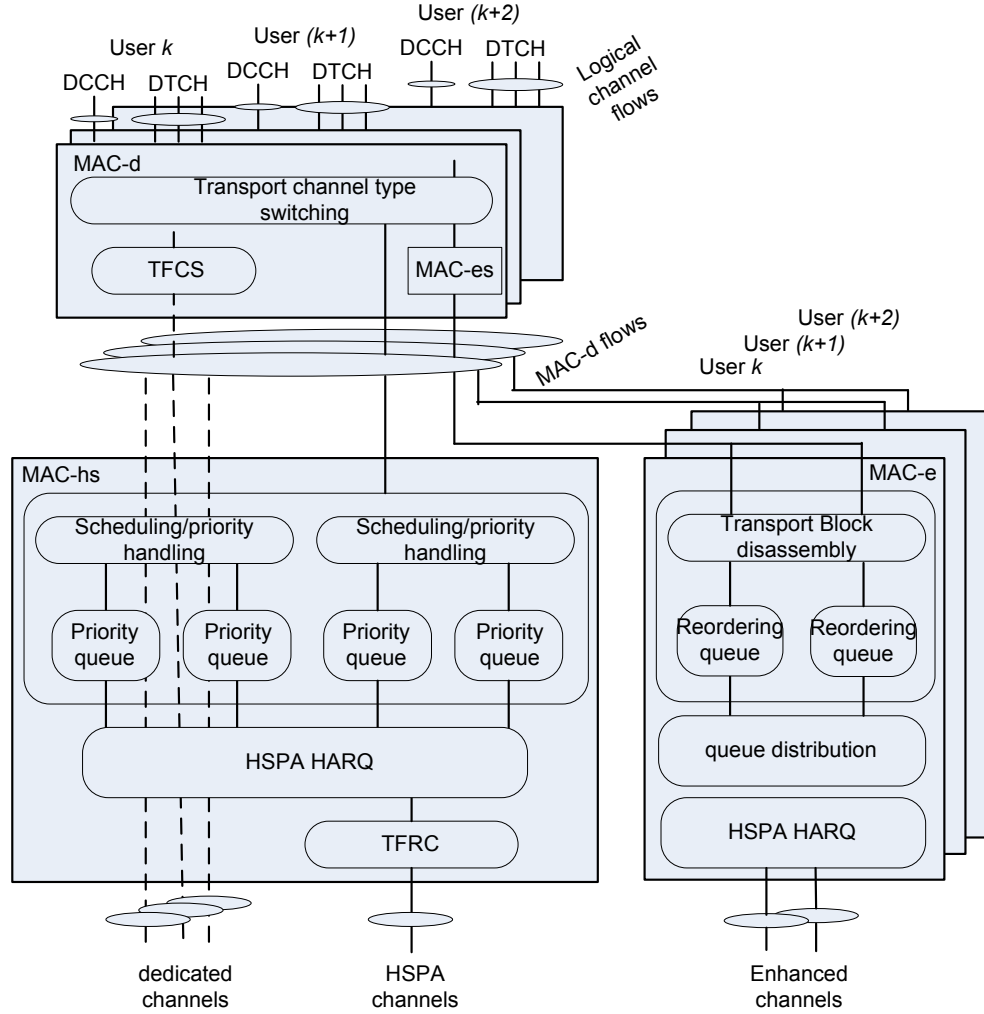 User (k+2)
User (k+1)
User k
DCCH DTCH
DCCH DTCH
DCCH DTCH
Logical
channel
flows
MAC-d
Transport channel type
switching
TFCS
MAC-es
MAC-d flows
User (k+2)
User (k+1)
User k
MAC-hs
Scheduling/priority
handling
Scheduling/priority
handling
Priority
queue
Priority
queue
Priority
queue
Priority
queue
HSPA HARQ
TFRC
MAC-e
Transport Block
disassembly
Reordering
queue
Reordering
queue
queue distribution
HSPA HARQ
dedicated
channels
HSPA
channels
Enhanced
channels